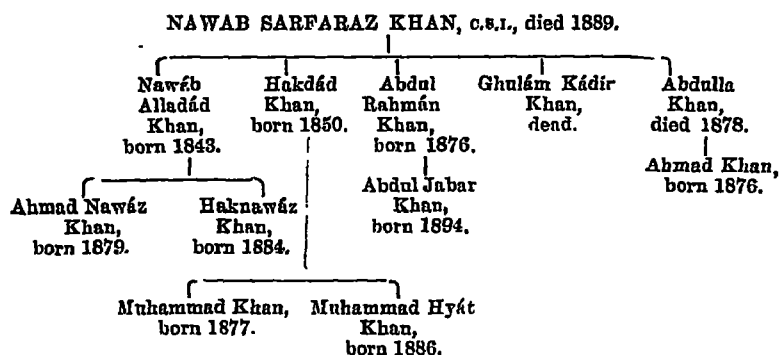 NAWAB SARFARAZ KHAN, C.S.I., died 1889.
Nawáb Alladád Khan, born 1843.
Hakdád Khan, born 1850.
Abdul Rahmán Khan, born 1876.
Ghulám Kádir Khan, dead.
Abdulla Khan, died 1878.
Ahmad Khan, born 1876.
Abdul Jabar Khan, born 1894.
Ahmad Nawáz Khan, born 1879.
Haknawáz Khan, born 1884.
Muhammad Khan, born 1877.
Muhammad Hyát Khan, born 1886.